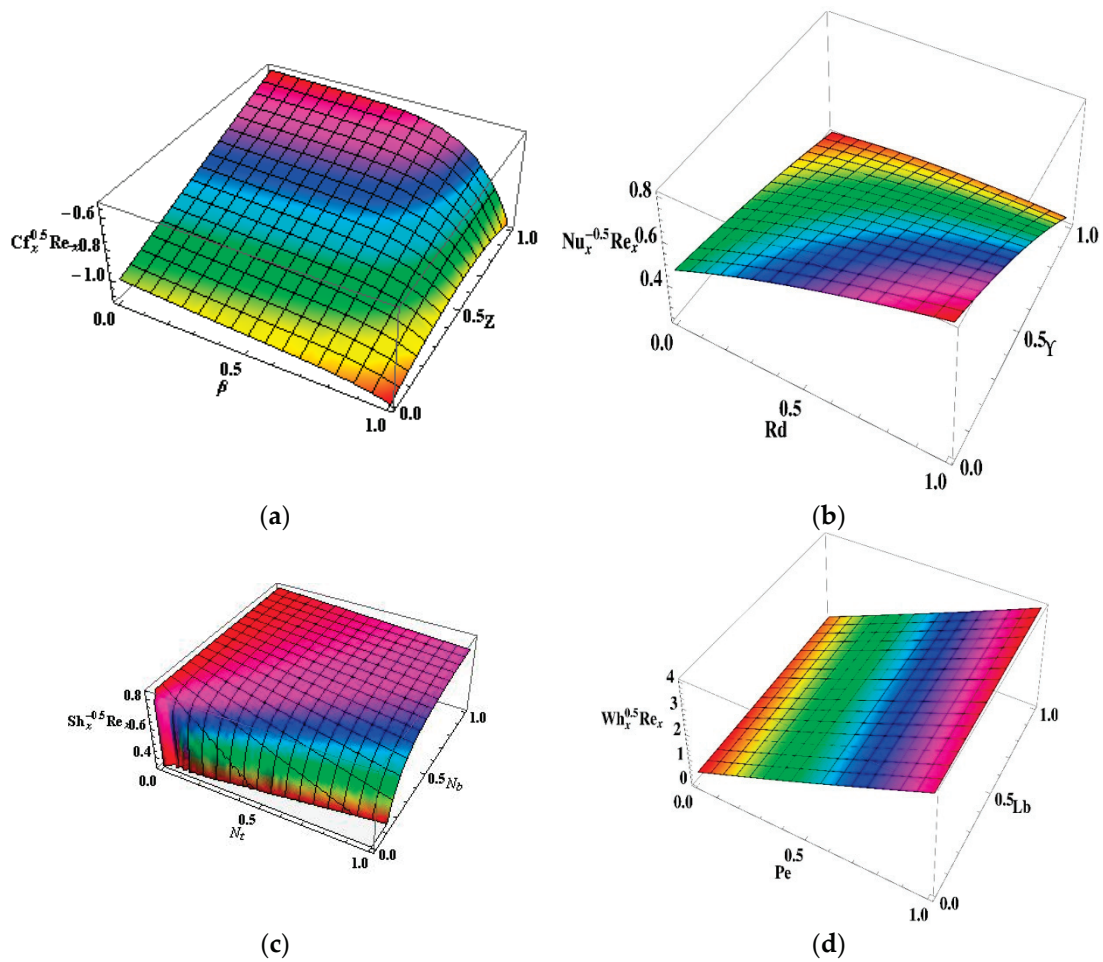 −0.6
Cf_x^0.5 Re_x −0.8
−1.0
0.0
0.5
β
1.0
0.0
0.5 Z
1.0
(a)
0.8
Nu_x^−0.5 Re_x 0.6
0.4
0.0
0.5
Rd
1.0
0.0
0.5 Υ
1.0
(b)
0.8
Sh_x^−0.5 Re_x 0.6
0.4
0.0
0.5
N_t
1.0
0.0
0.5 N_b
1.0
(c)
4
3
Wh_x^0.5 Re_x 2
1
0
0.0
0.5
Pe
1.0
0.0
0.5 Lb
1.0
(d)